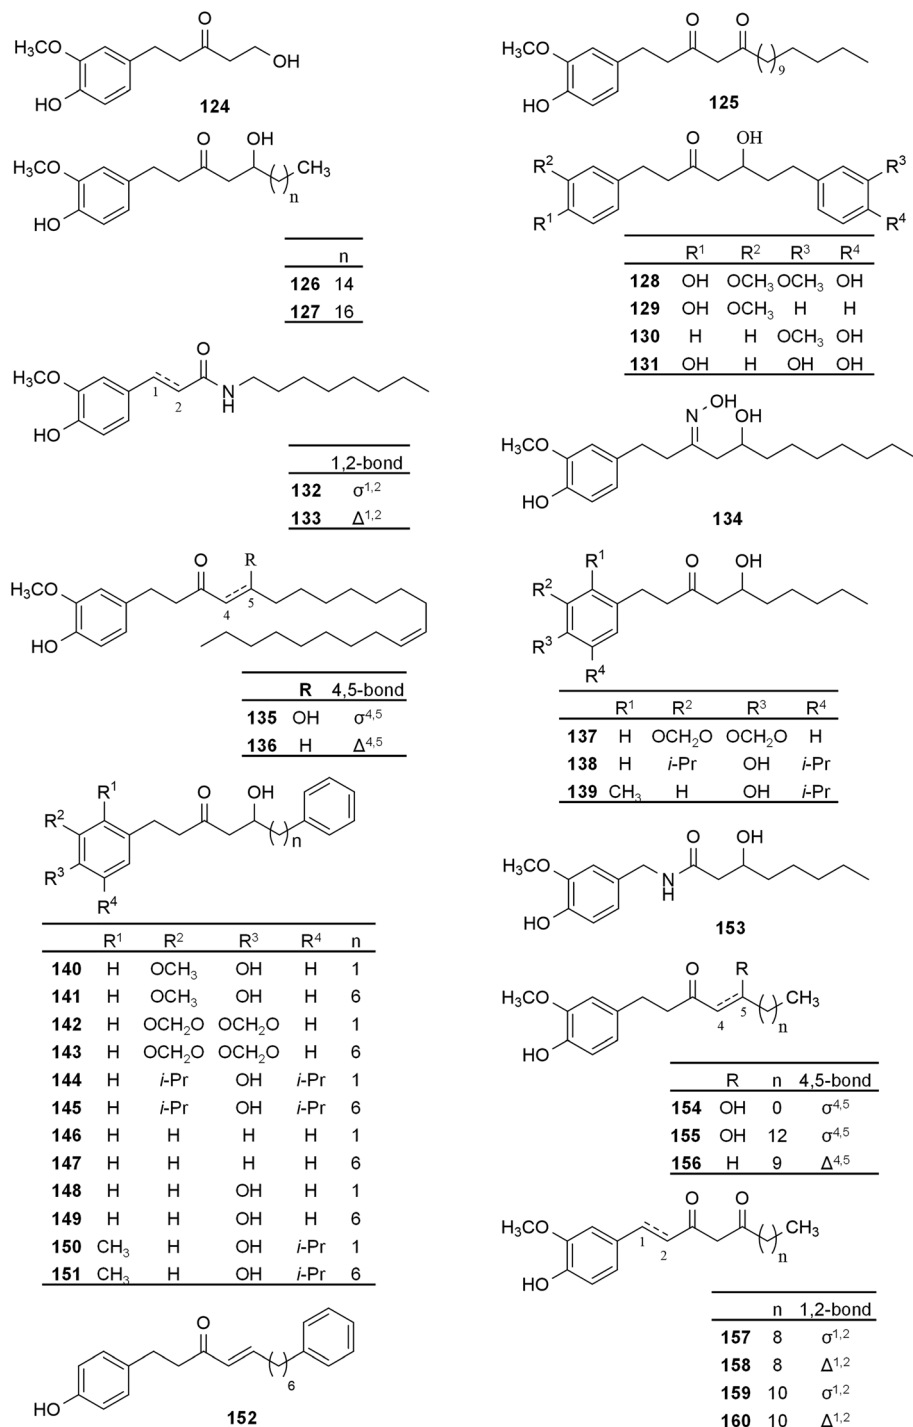 O
H₃CO
OH
HO
124
O O
H₃CO
9
HO
125
O OH
H₃CO
CH₃
n
HO
n
126 14
127 16
O OH
R² R³
R¹ R⁴
R¹ R² R³ R⁴
128 OH OCH₃ OCH₃ OH
129 OH OCH₃ H H
130 H H OCH₃ OH
131 OH H OH OH
O
H₃CO
1 2
N
H
HO
1,2-bond
132 σ¹,²
133 Δ¹,²
OH
N OH
H₃CO
HO
134
O R
H₃CO
4 5
HO
R 4,5-bond
135 OH σ⁴,⁵
136 H Δ⁴,⁵
R¹ O OH
R²
R³
R⁴
R¹ R² R³ R⁴
137 H OCH₂O OCH₂O H
138 H i-Pr OH i-Pr
139 CH₃ H OH i-Pr
R¹ O OH
R²
n
R³
R⁴
R¹ R² R³ R⁴ n
140 H OCH₃ OH H 1
141 H OCH₃ OH H 6
142 H OCH₂O OCH₂O H 1
143 H OCH₂O OCH₂O H 6
144 H i-Pr OH i-Pr 1
145 H i-Pr OH i-Pr 6
146 H H H H 1
147 H H H H 6
148 H H OH H 1
149 H H OH H 6
150 CH₃ H OH i-Pr 1
151 CH₃ H OH i-Pr 6
O
6
HO
152
O OH
H₃CO
N
H
HO
153
O R
H₃CO
CH₃
4 5 n
HO
R n 4,5-bond
154 OH 0 σ⁴,⁵
155 OH 12 σ⁴,⁵
156 H 9 Δ⁴,⁵
O O
H₃CO
CH₃
1 2 n
HO
n 1,2-bond
157 8 σ¹,²
158 8 Δ¹,²
159 10 σ¹,²
160 10 Δ¹,²